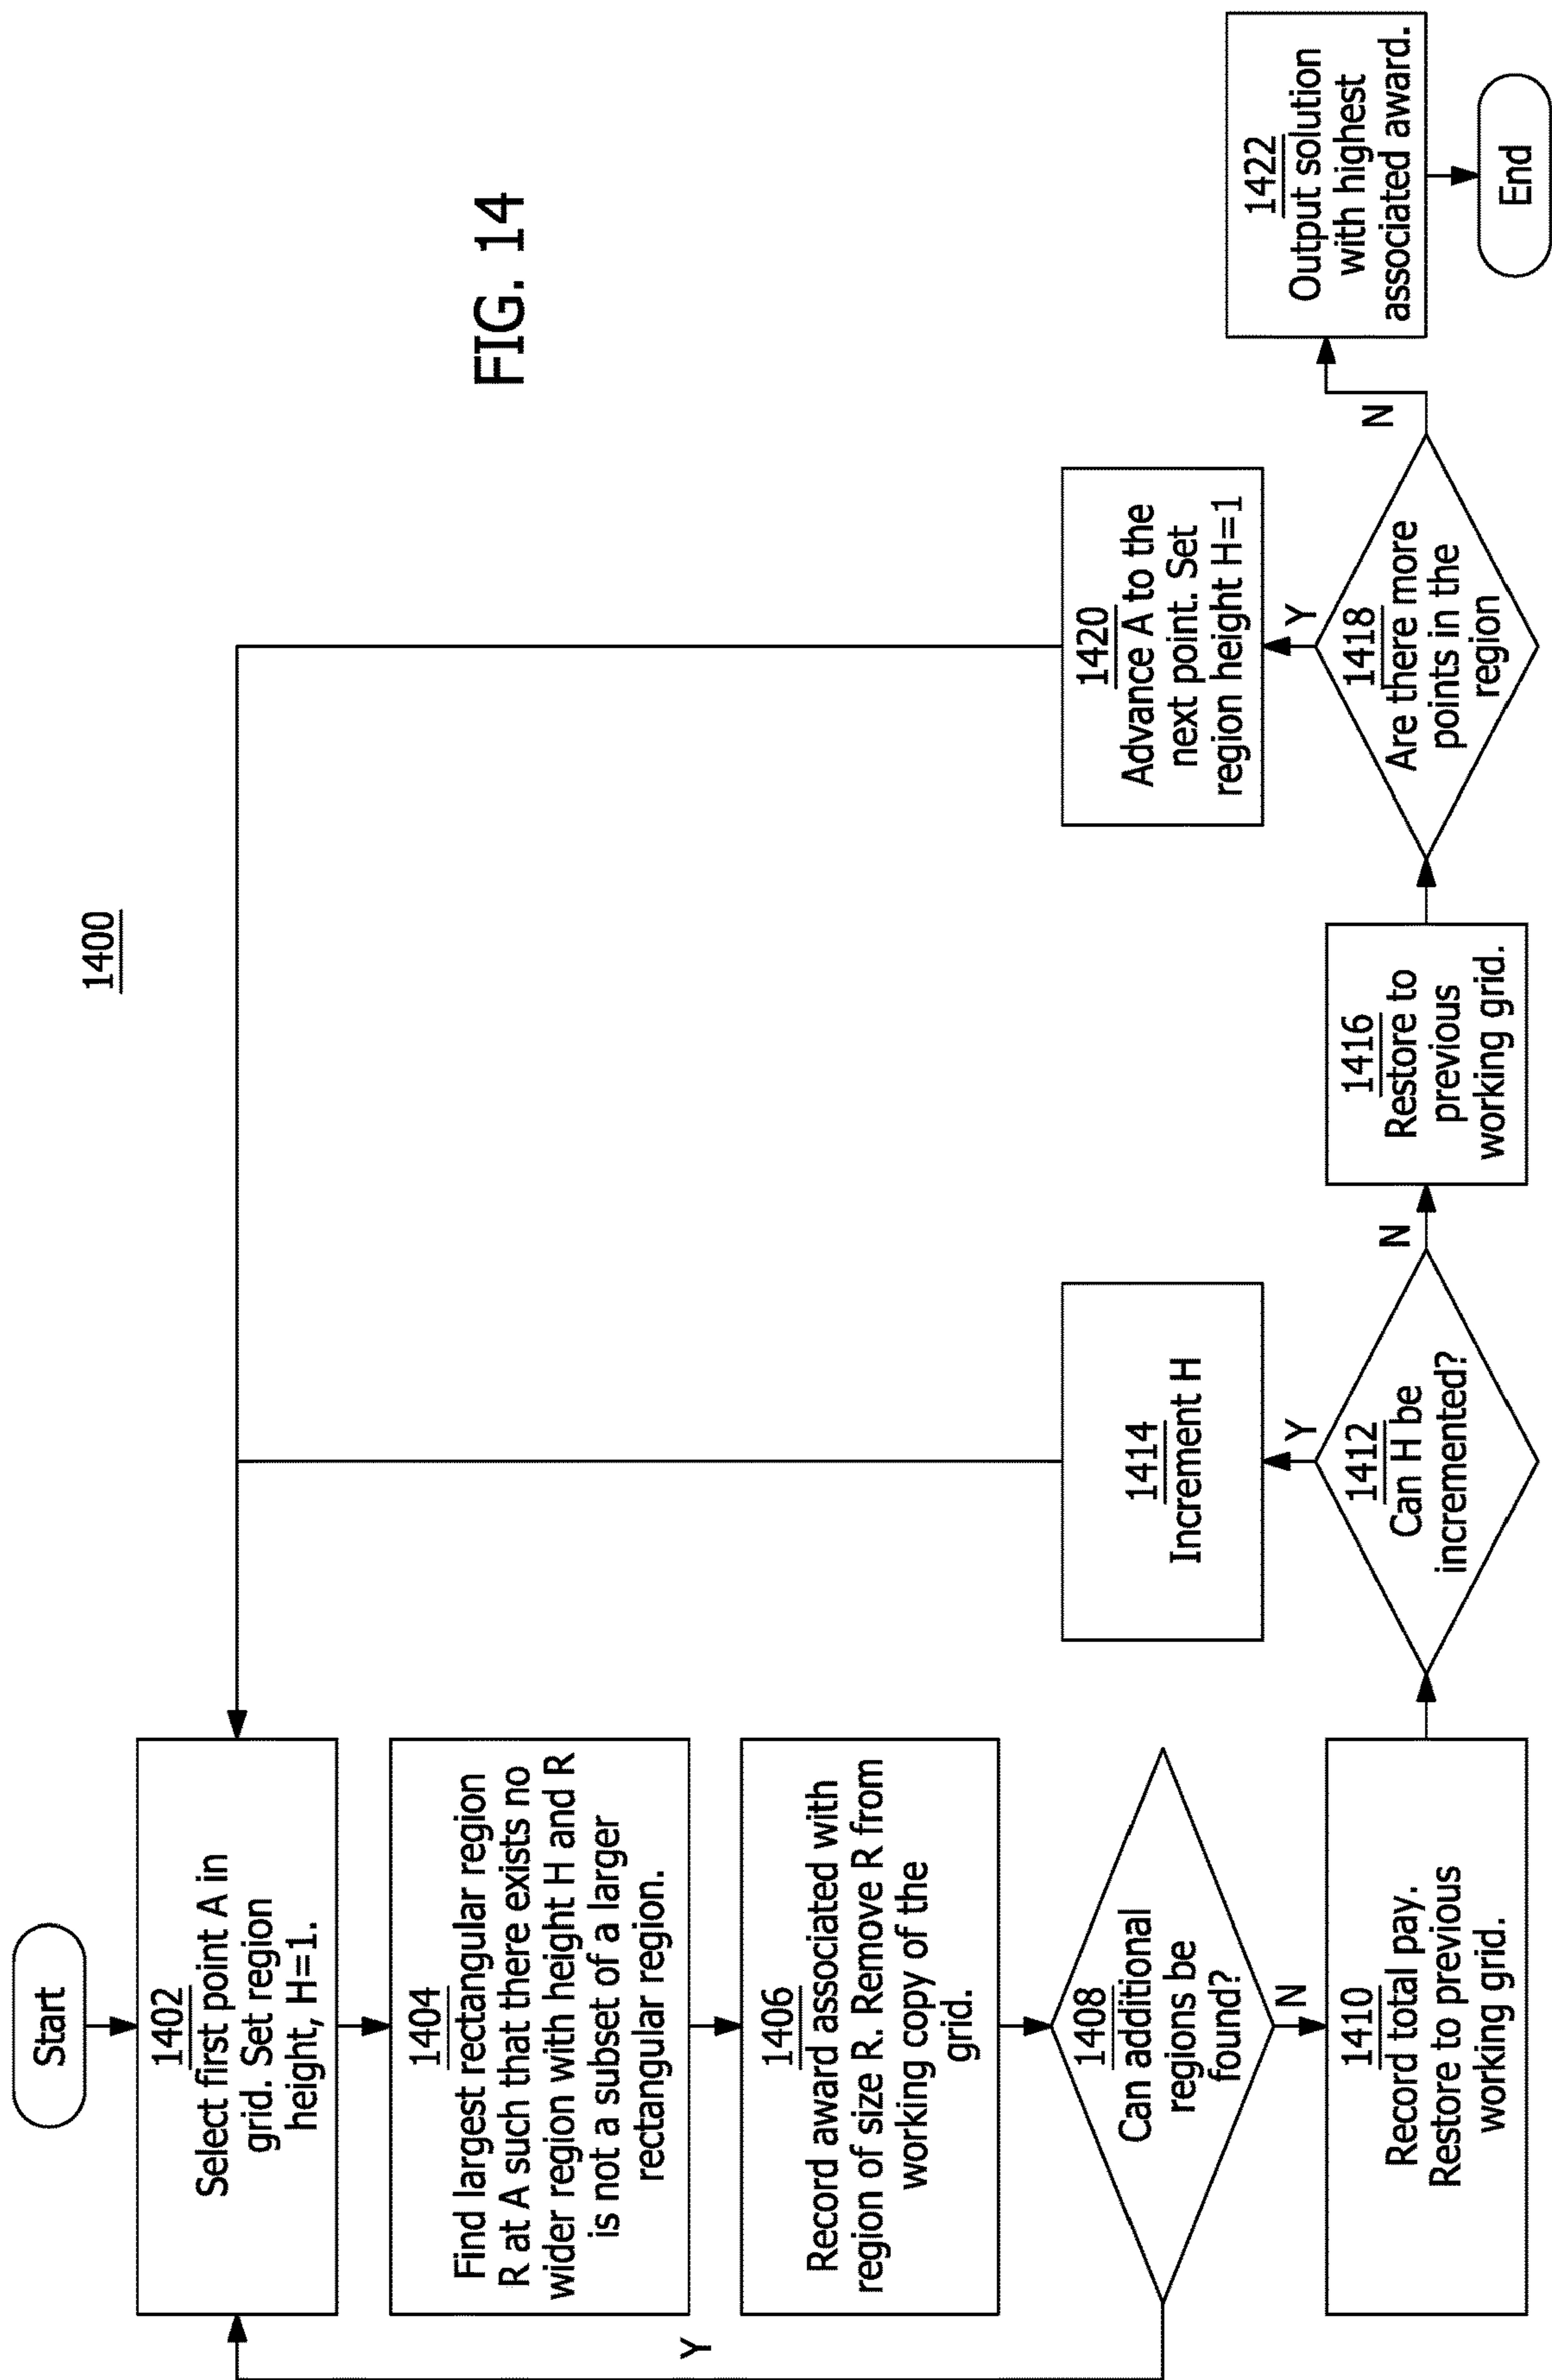 1400
FIG. 14
Start
1402
Select first point A in
grid. Set region
height, H=1.
1404
Find largest rectangular region
R at A such that there exists no
wider region with height H and R
is not a subset of a larger
rectangular region.
1406
Record award associated with
region of size R. Remove R from
working copy of the
grid.
1408
Can additional
regions be
found?
Y
N
1410
Record total pay.
Restore to previous
working grid.
1412
Can H be
incremented?
Y
N
1414
Increment H
1416
Restore to
previous
working grid.
1418
Are there more
points in the
region
Y
N
1420
Advance A to the
next point. Set
region height H=1
1422
Output solution
with highest
associated award.
End